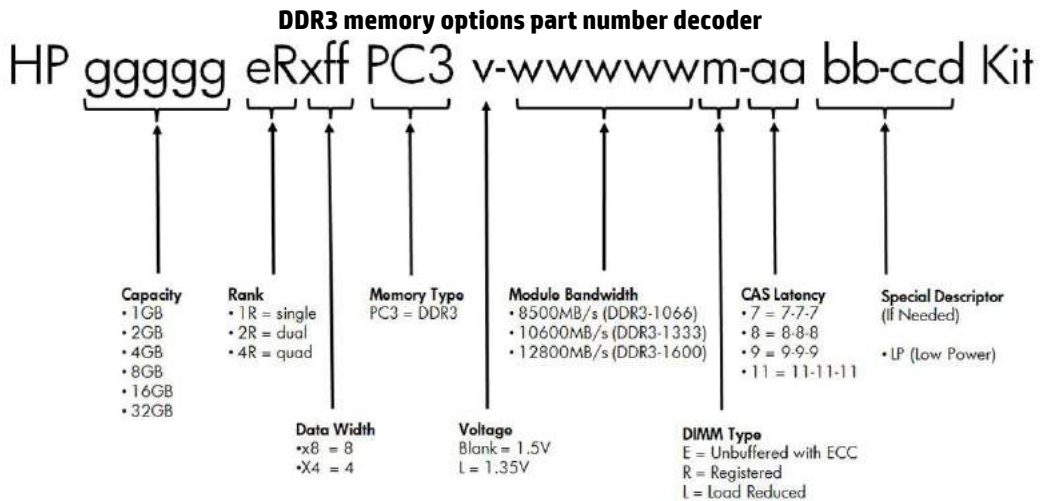 DDR3 memory options part number decoder
HP ggggg eRxff PC3 v-wwwwwm-aa bb-ccd Kit
Capacity
• 1GB
• 2GB
• 4GB
• 8GB
• 16GB
• 32GB
Rank
• 1R = single
• 2R = dual
• 4R = quad
Memory Type
PC3 = DDR3
Module Bandwidth
• 8500MB/s (DDR3-1066)
• 10600MB/s (DDR3-1333)
• 12800MB/s (DDR3-1600)
CAS Latency
• 7 = 7-7-7
• 8 = 8-8-8
• 9 = 9-9-9
• 11 = 11-11-11
Special Descriptor
(If Needed)
• LP (Low Power)
Data Width
•x8 = 8
•X4 = 4
Voltage
Blank = 1.5V
L = 1.35V
DIMM Type
E = Unbuffered with ECC
R = Registered
L = Load Reduced